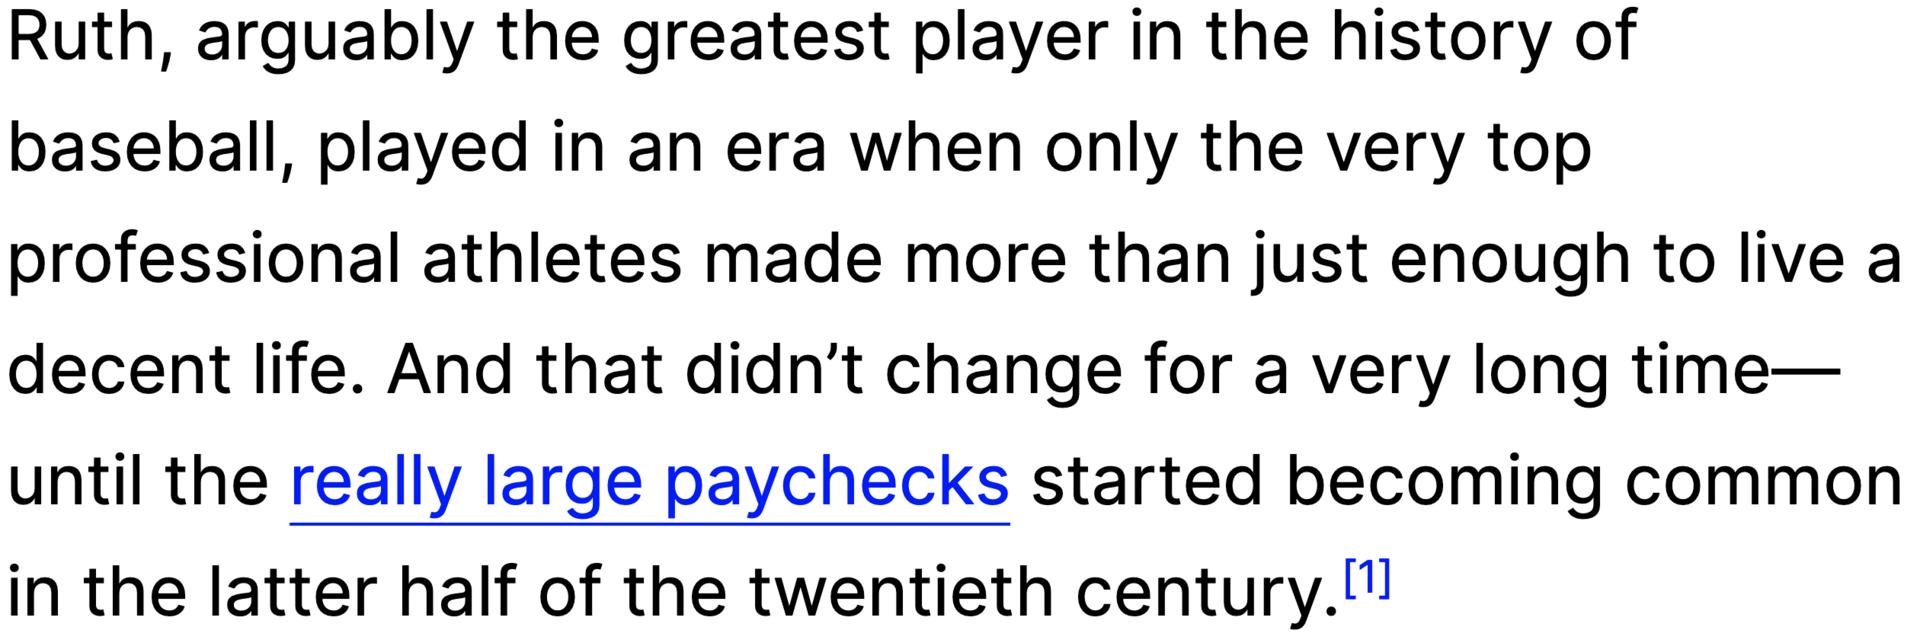 Ruth, arguably the greatest player in the history of
baseball, played in an era when only the very top
professional athletes made more than just enough to live a
decent life. And that didn’t change for a very long time—
until the really large paychecks started becoming common
in the latter half of the twentieth century.[1]